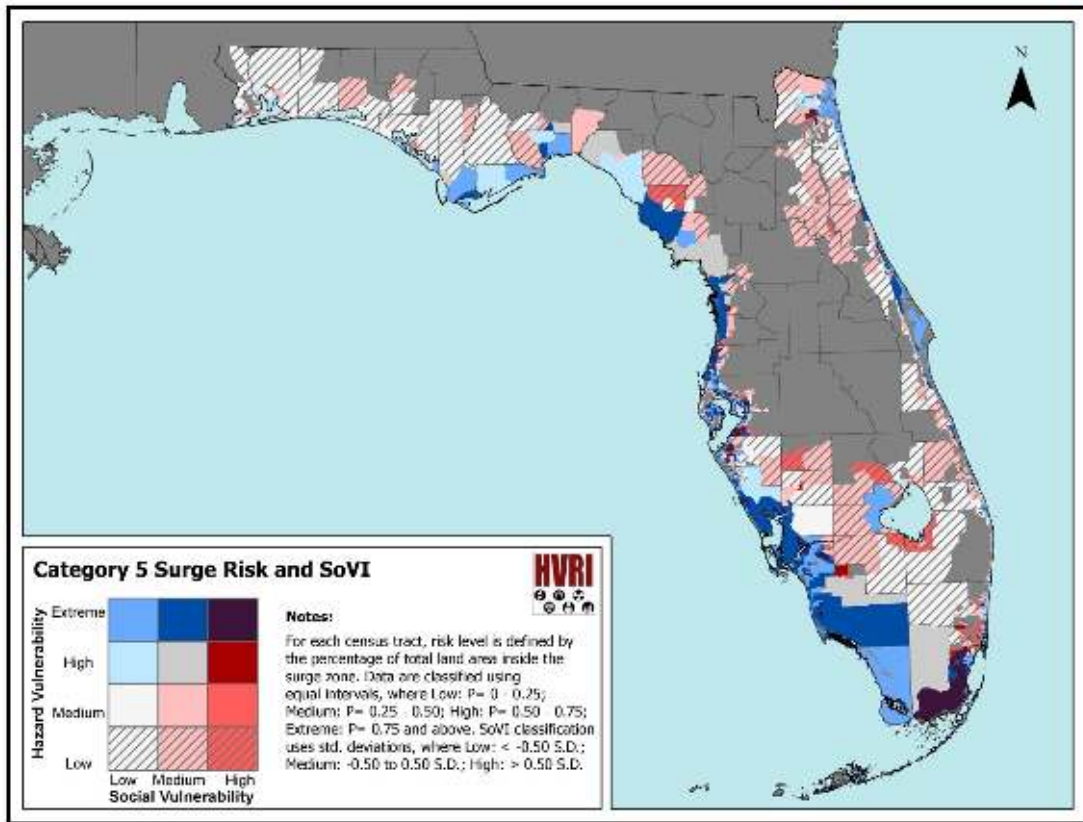 N
Category 5 Surge Risk and SoVI
HVRI
Hazard Vulnerability
Extreme
High
Medium
Low
Low Medium High
Social Vulnerability
Notes:
For each census tract, risk level is defined by
the percentage of total land area inside the
surge zone. Data are classified using
equal intervals, where Low: P= 0 - 0.25;
Medium: P= 0.25 - 0.50; High: P= 0.50 - 0.75;
Extreme: P= 0.75 and above. SoVI classification
uses std. deviations, where Low: < -0.50 S.D.;
Medium: -0.50 to 0.50 S.D.; High: > 0.50 S.D.